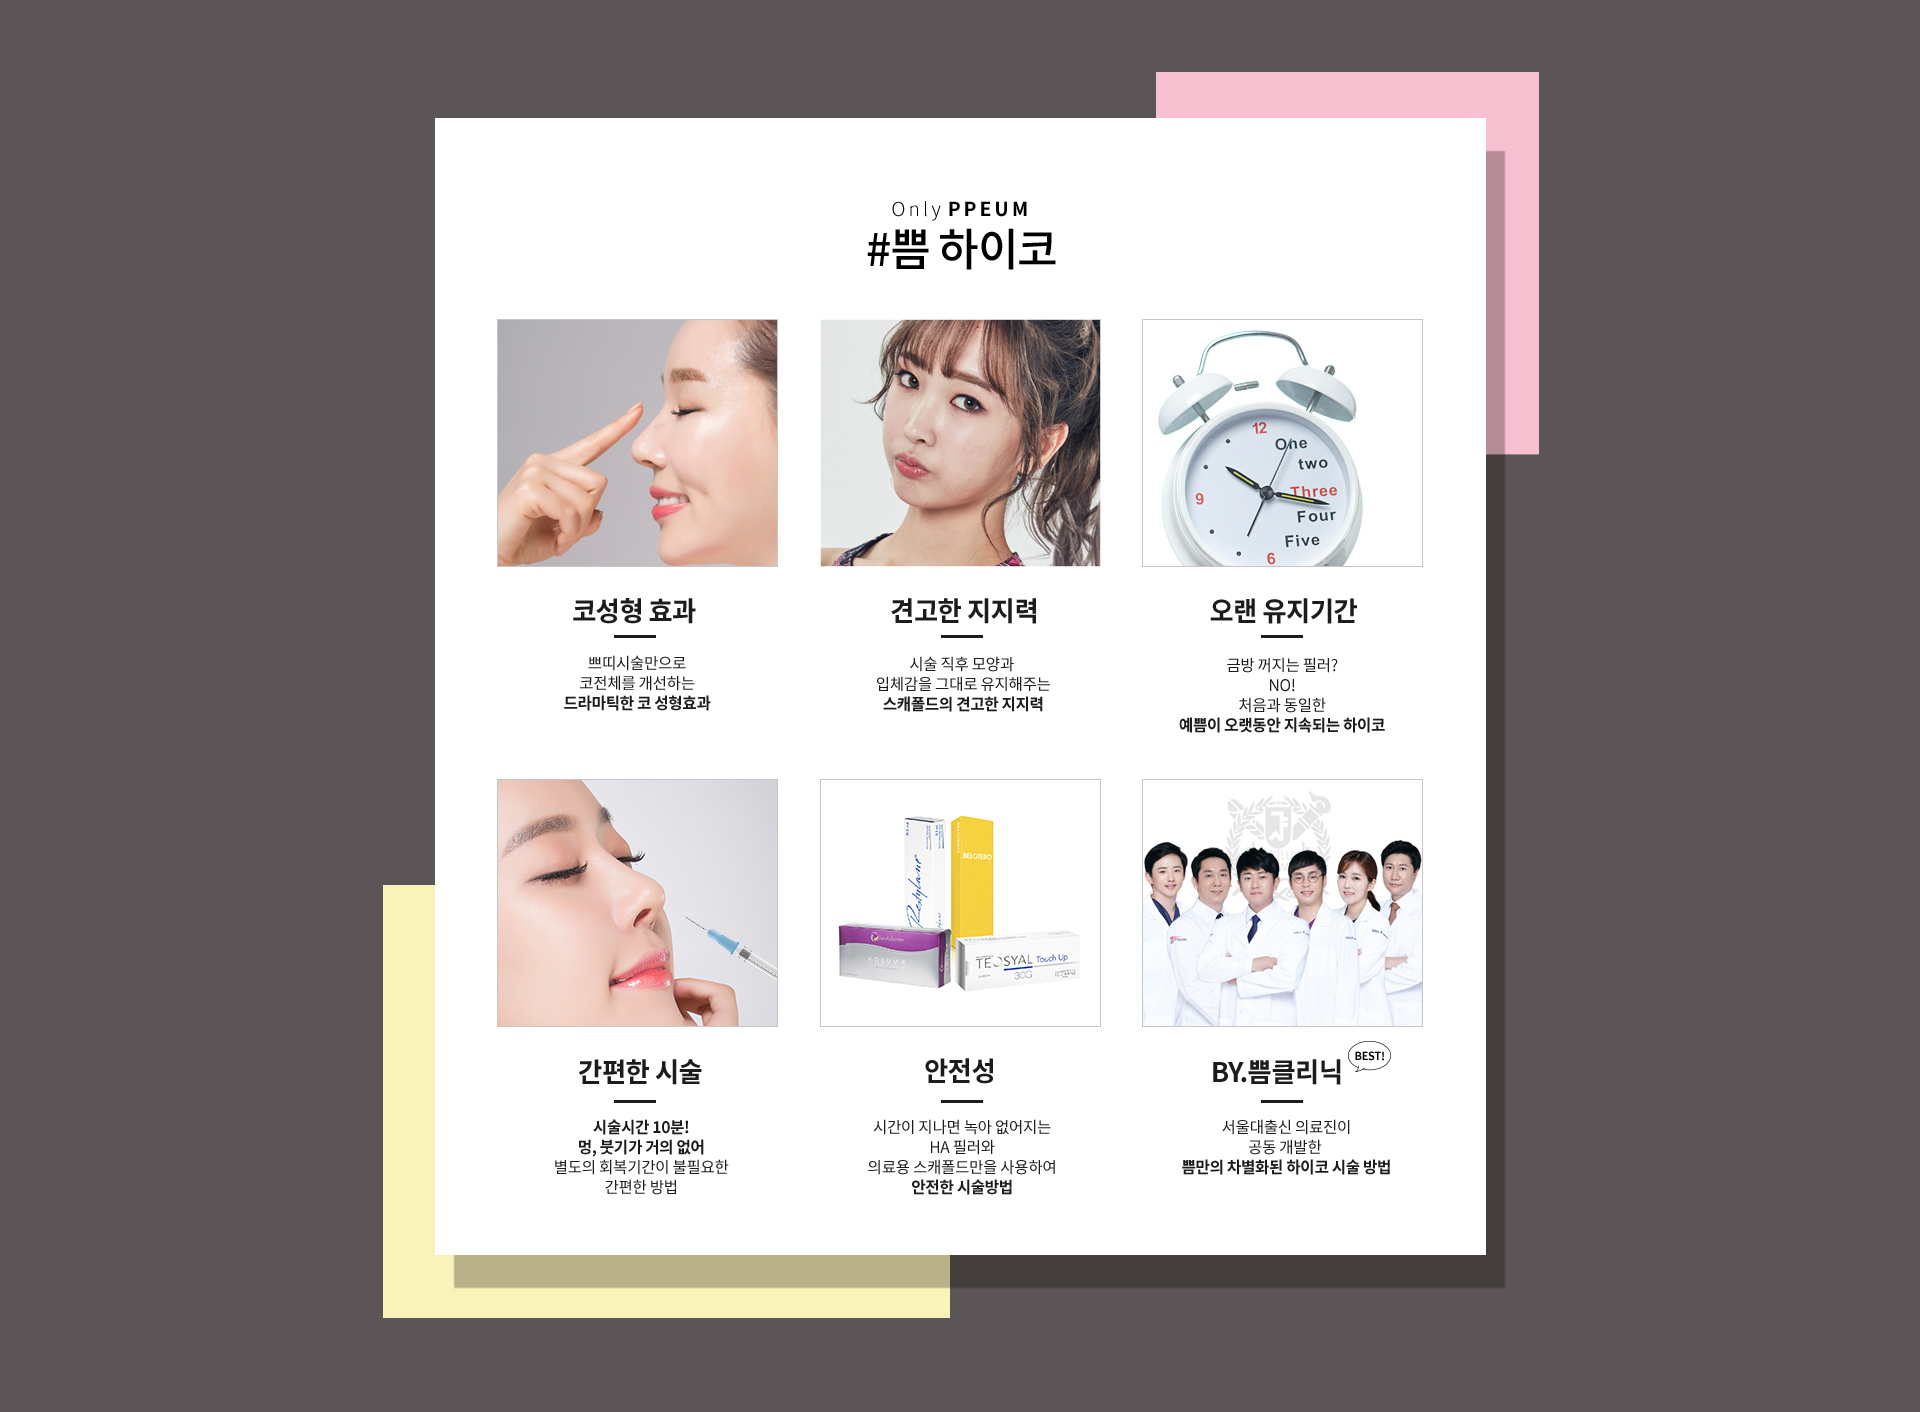 Only PPEUM
#쁨 하이코
12
One
two
Three
9
Four
Five
6
코성형 효과
쁘띠시술만으로
코전체를 개선하는
드라마틱한 코 성형효과
견고한 지지력
시술 직후 모양과
입체감을 그대로 유지해주는
스캐폴드의 견고한 지지력
오랜 유지기간
금방 꺼지는 필러?
NO!
처음과 동일한
예쁨이 오랫동안 지속되는 하이코
Restylane
BELOTERO
VOLUMA
TEOSYAL Touch Up
30G
간편한 시술
시술시간 10분!
멍, 붓기가 거의 없어
별도의 회복기간이 불필요한
간편한 방법
안전성
시간이 지나면 녹아 없어지는
HA 필러와
의료용 스캐폴드만을 사용하여
안전한 시술방법
BY.쁨클리닉
BEST!
서울대출신 의료진이
공동 개발한
쁨만의 차별화된 하이코 시술 방법